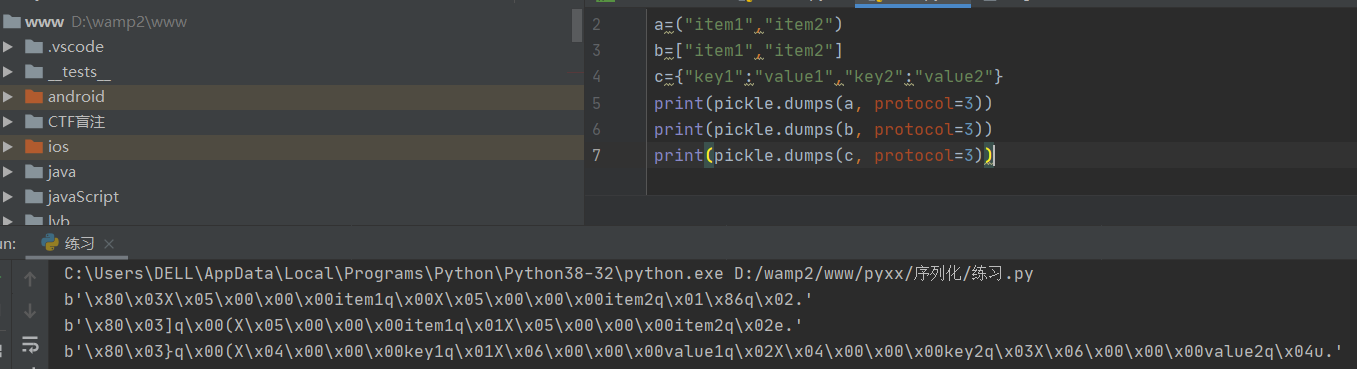 www D:\wamp2\www
.vscode
__tests__
android
CTF盲注
ios
java
javaScript
lyb
2 a=("item1","item2")
3 b=["item1","item2"]
4 c={"key1":"value1","key2":"value2"}
5 print(pickle.dumps(a, protocol=3))
6 print(pickle.dumps(b, protocol=3))
7 print(pickle.dumps(c, protocol=3))
un: 练习
C:\Users\DELL\AppData\Local\Programs\Python\Python38-32\python.exe D:/wamp2/www/pyxx/序列化/练习.py
b'\x80\x03X\x05\x00\x00\x00item1q\x00X\x05\x00\x00\x00item2q\x01\x86q\x02.'
b'\x80\x03]q\x00(X\x05\x00\x00\x00item1q\x01X\x05\x00\x00\x00item2q\x02e.'
b'\x80\x03}q\x00(X\x04\x00\x00\x00key1q\x01X\x06\x00\x00\x00value1q\x02X\x04\x00\x00\x00key2q\x03X\x06\x00\x00\x00value2q\x04u.'